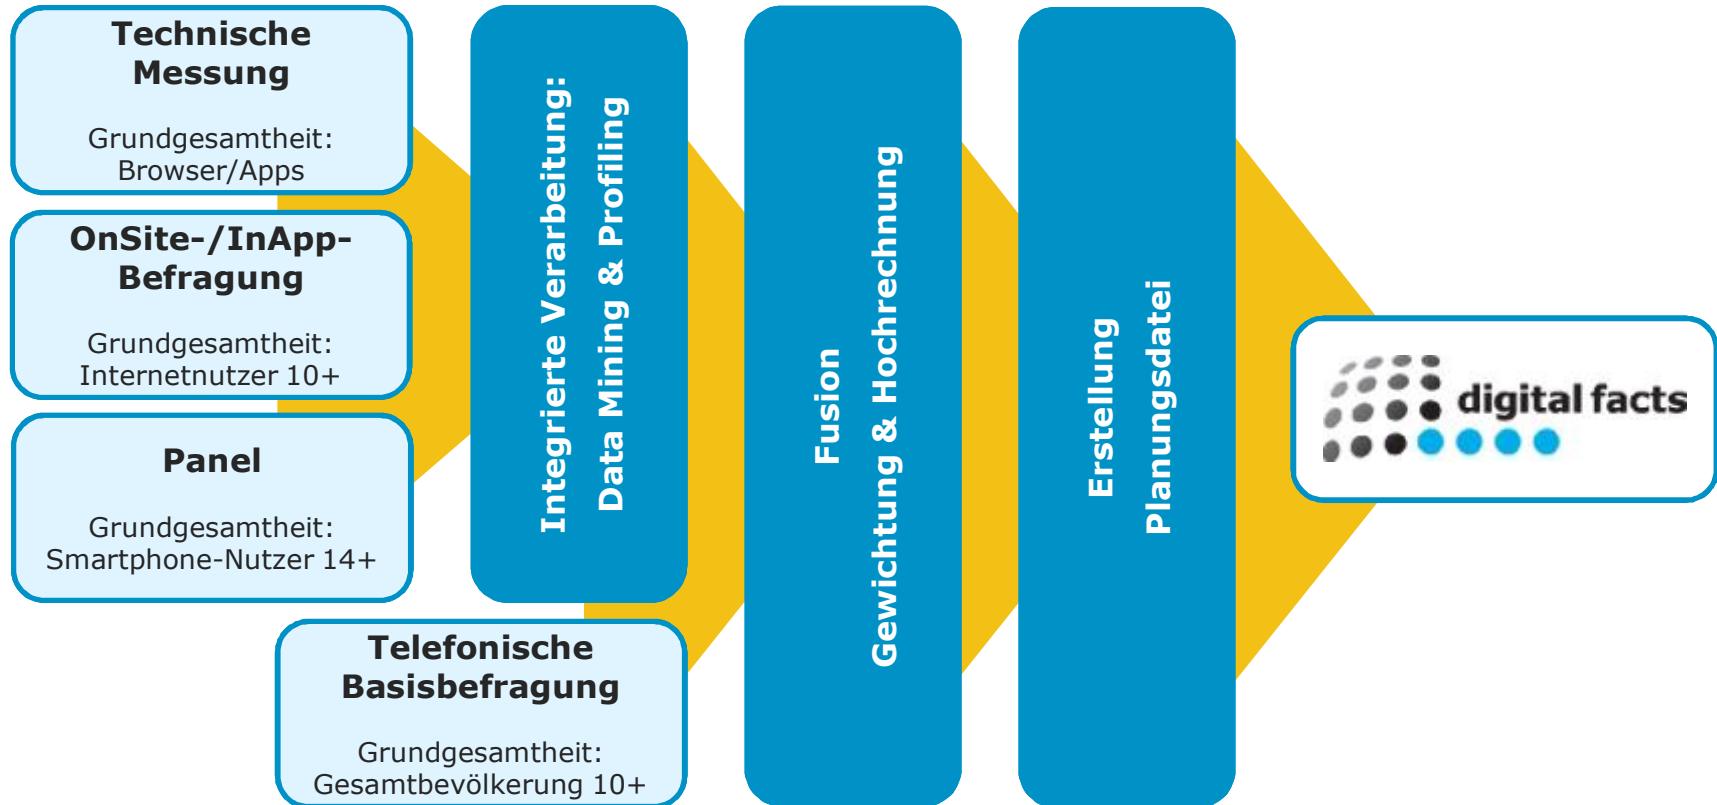 Technische
Messung
Grundgesamtheit:
Browser/Apps
OnSite-/InApp-
Befragung
Grundgesamtheit:
Internetnutzer 10+
Panel
Grundgesamtheit:
Smartphone-Nutzer 14+
Telefonische
Basisbefragung
Grundgesamtheit:
Gesamtbevölkerung 10+
Integrierte Verarbeitung:
Data Mining & Profiling
Fusion
Gewichtung & Hochrechnung
Erstellung
Planungsdatei
digital facts